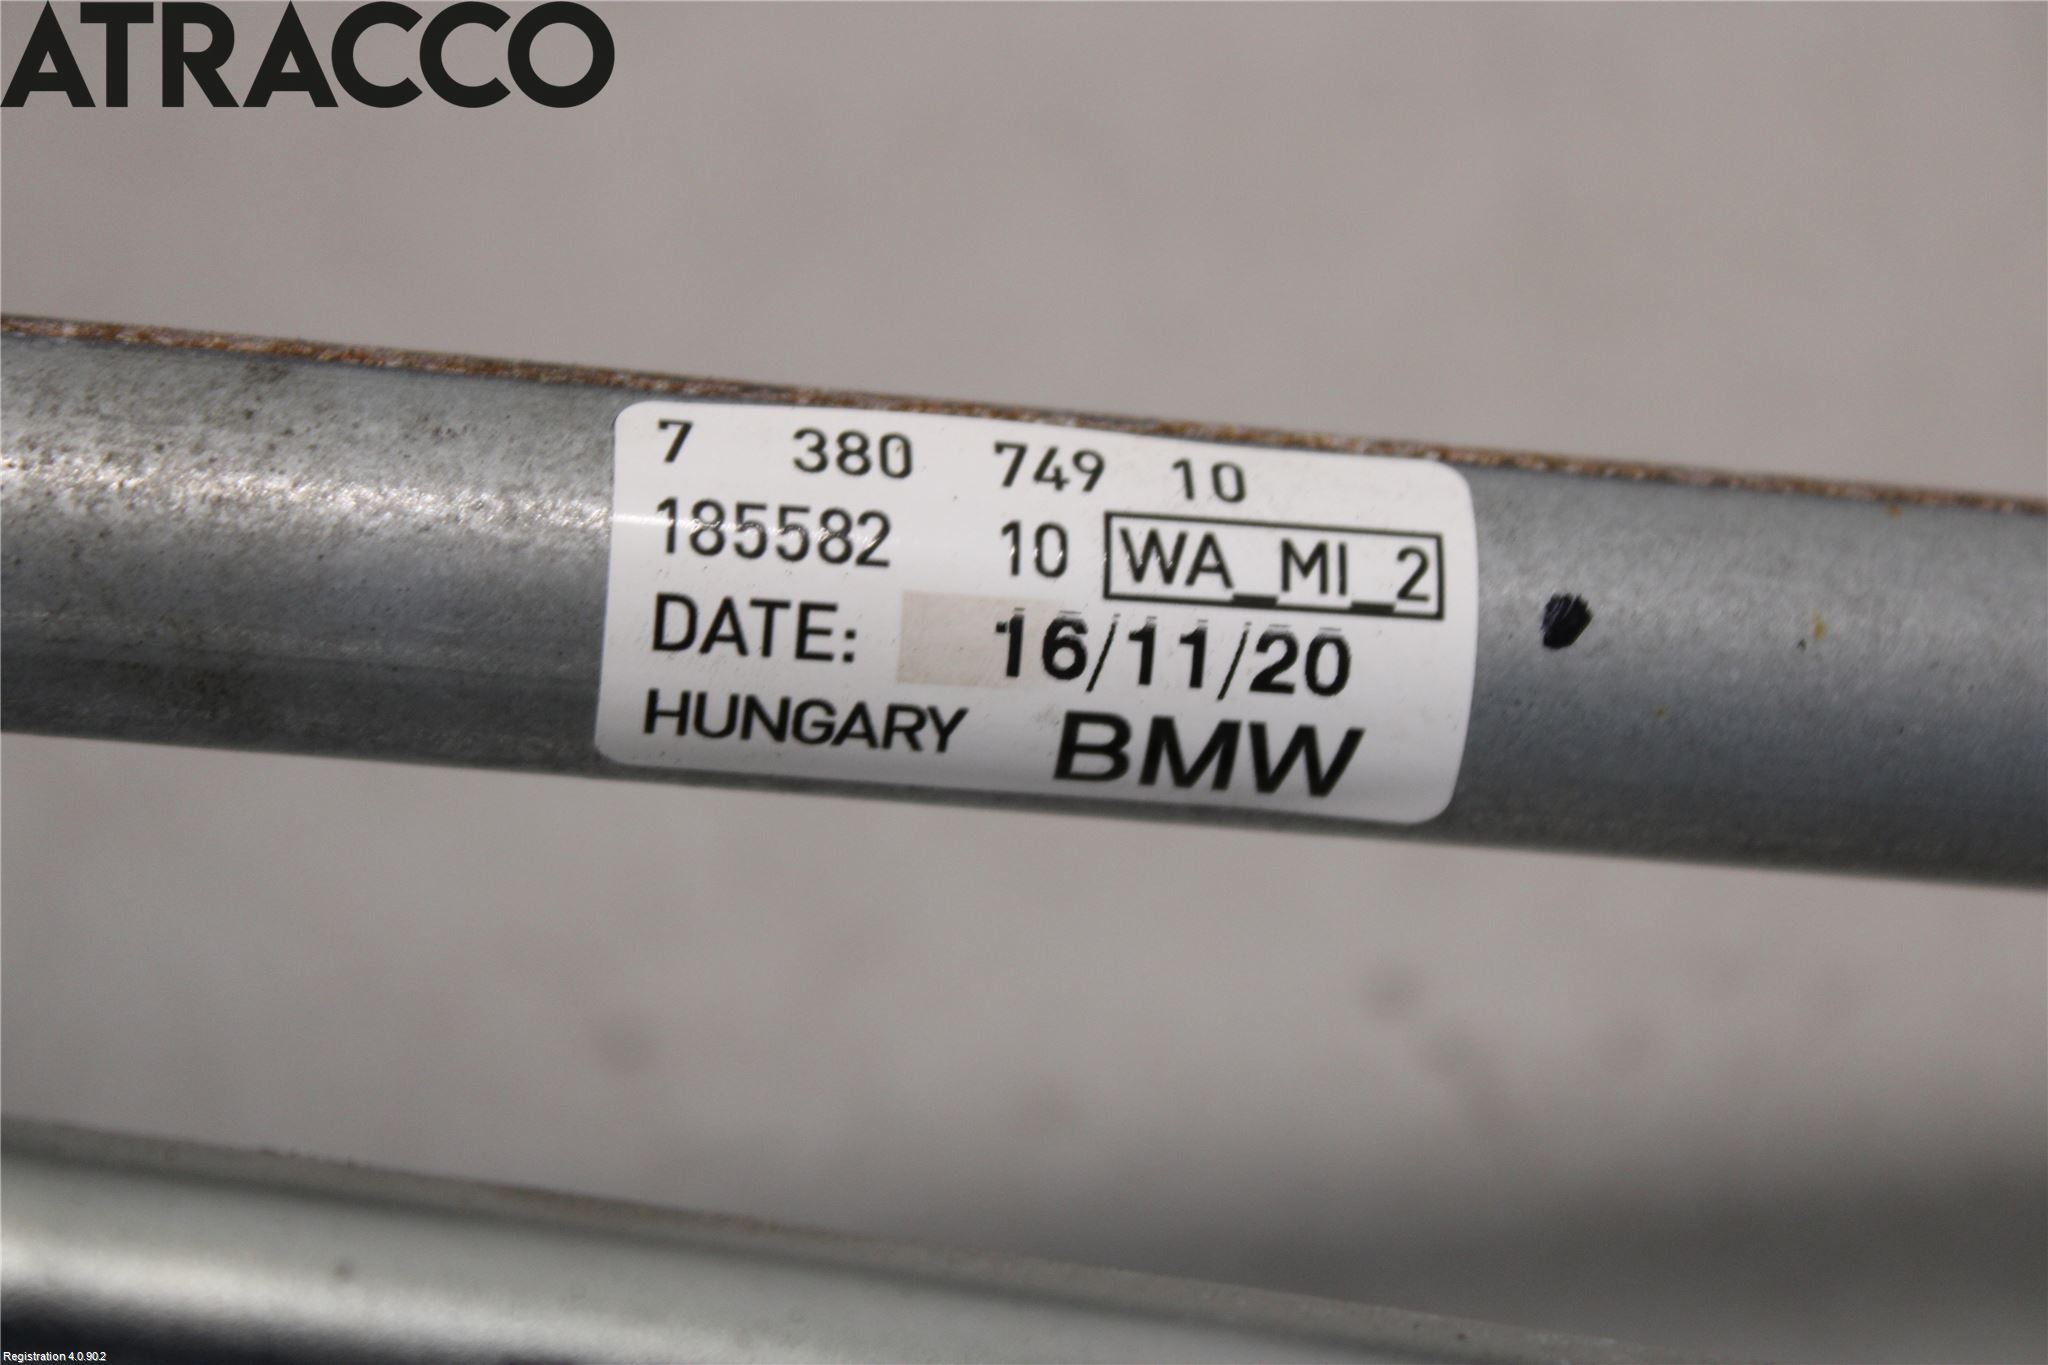 ATRACCO
7 380 749 10
185582 10 WA_MI_2
DATE: 16/11/20
HUNGARY BMW
Registration 4.0.90.2